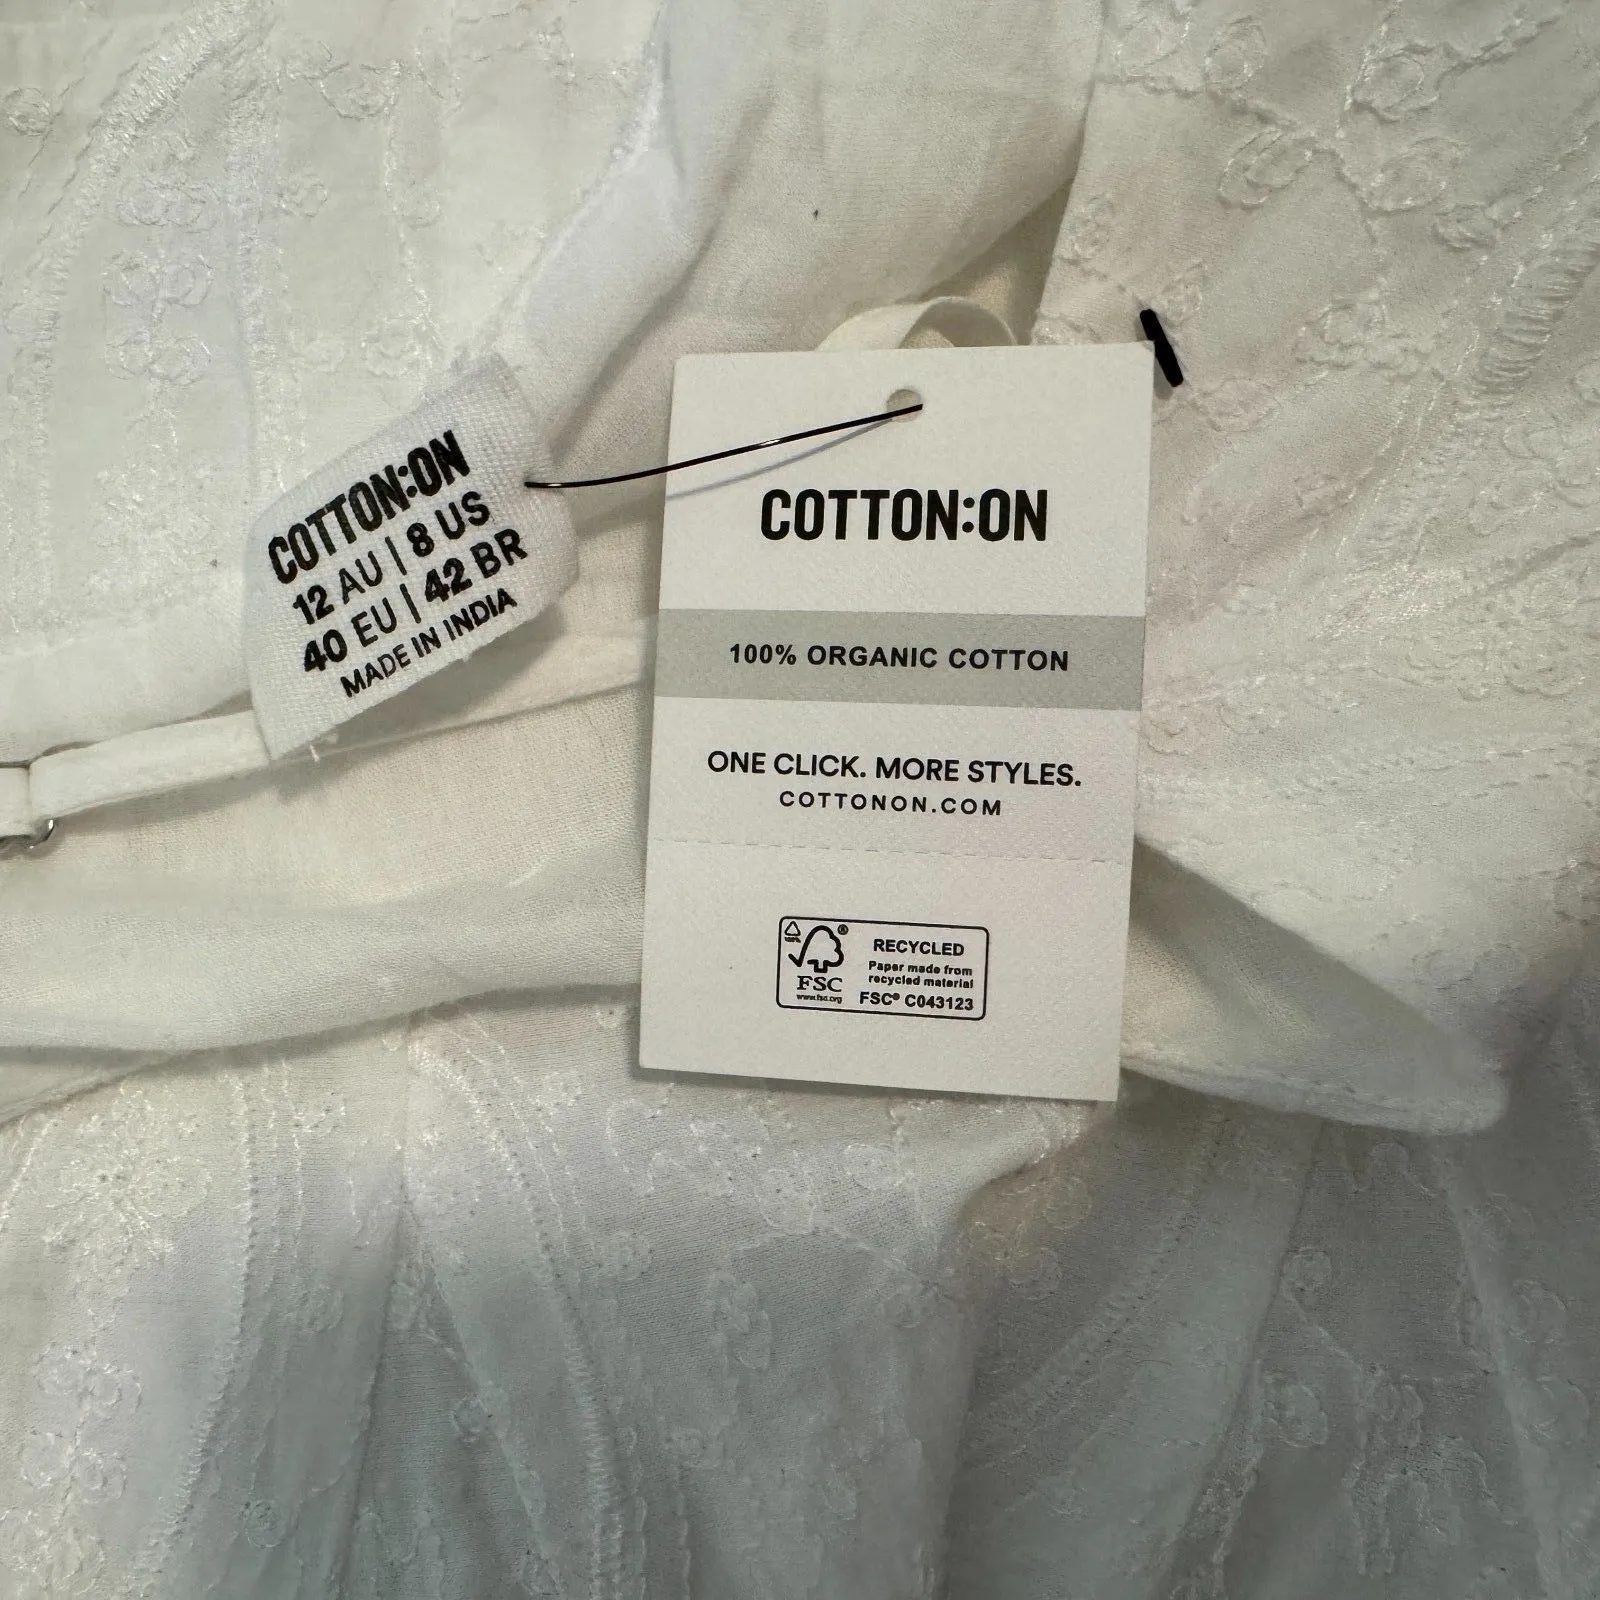 COTTON:ON
12 AU | 8 US
40 EU | 42 BR
MADE IN INDIA
COTTON:ON
100% ORGANIC COTTON
ONE CLICK. MORE STYLES.
COTTONON.COM
100%
®
FSC
www.fsc.org
RECYCLED
Paper made from
recycled material
FSC® C043123